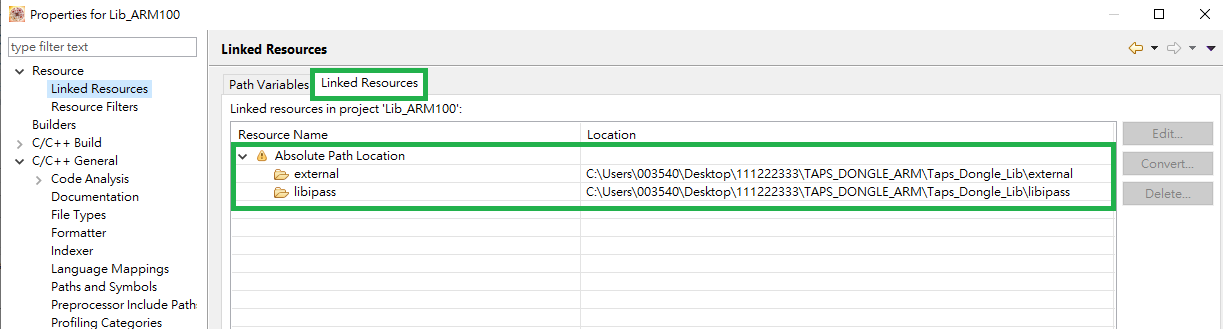 Properties for Lib_ARM100
type filter text
Resource
Linked Resources
Resource Filters
Builders
C/C++ Build
C/C++ General
Code Analysis
Documentation
File Types
Formatter
Indexer
Language Mappings
Paths and Symbols
Preprocessor Include Paths
Profiling Categories
Linked Resources
Path Variables Linked Resources
Linked resources in project 'Lib_ARM100':
Resource Name Location
Absolute Path Location
external C:\Users\003540\Desktop\111222333\TAPS_DONGLE_ARM\Taps_Dongle_Lib\external
libipass C:\Users\003540\Desktop\111222333\TAPS_DONGLE_ARM\Taps_Dongle_Lib\libipass
Edit...
Convert...
Delete...